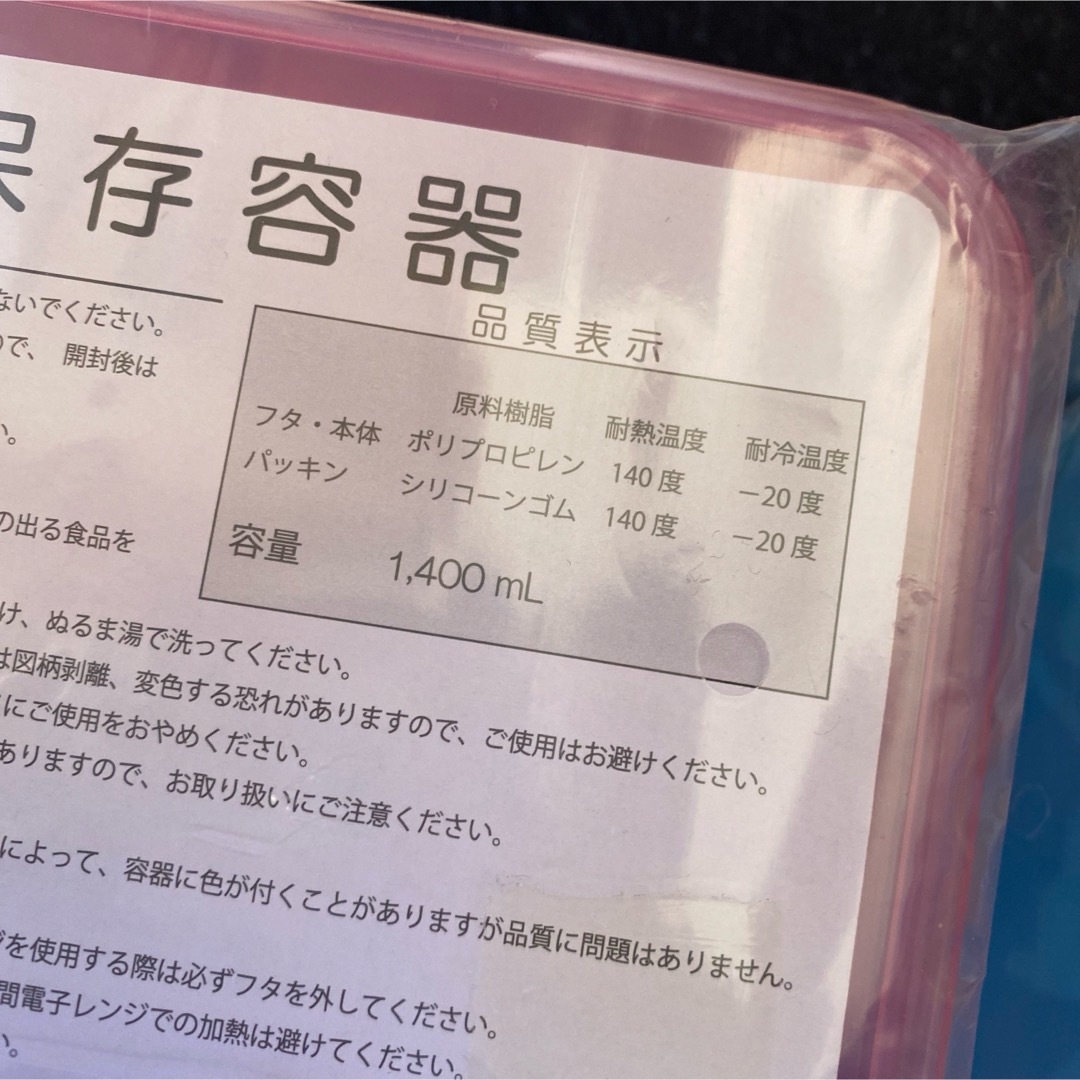 保存容器
ないでください。
ので、 開封後は
い。
の出る食品を
け、ぬるま湯で洗ってください。
は図柄剥離、変色する恐れがありますので、ご使用はお避けください。
にご使用をおやめください。
ありますので、お取り扱いにご注意ください。
によって、容器に色が付くことがありますが品質に問題はありません。
ジを使用する際は必ずフタを外してください。
間電子レンジでの加熱は避けてください。
い。
品質表示
原料樹脂 耐熱温度 耐冷温度
フタ・本体 ポリプロピレン 140度 －20度
パッキン シリコーンゴム 140度 －20度
容量 1,400 mL